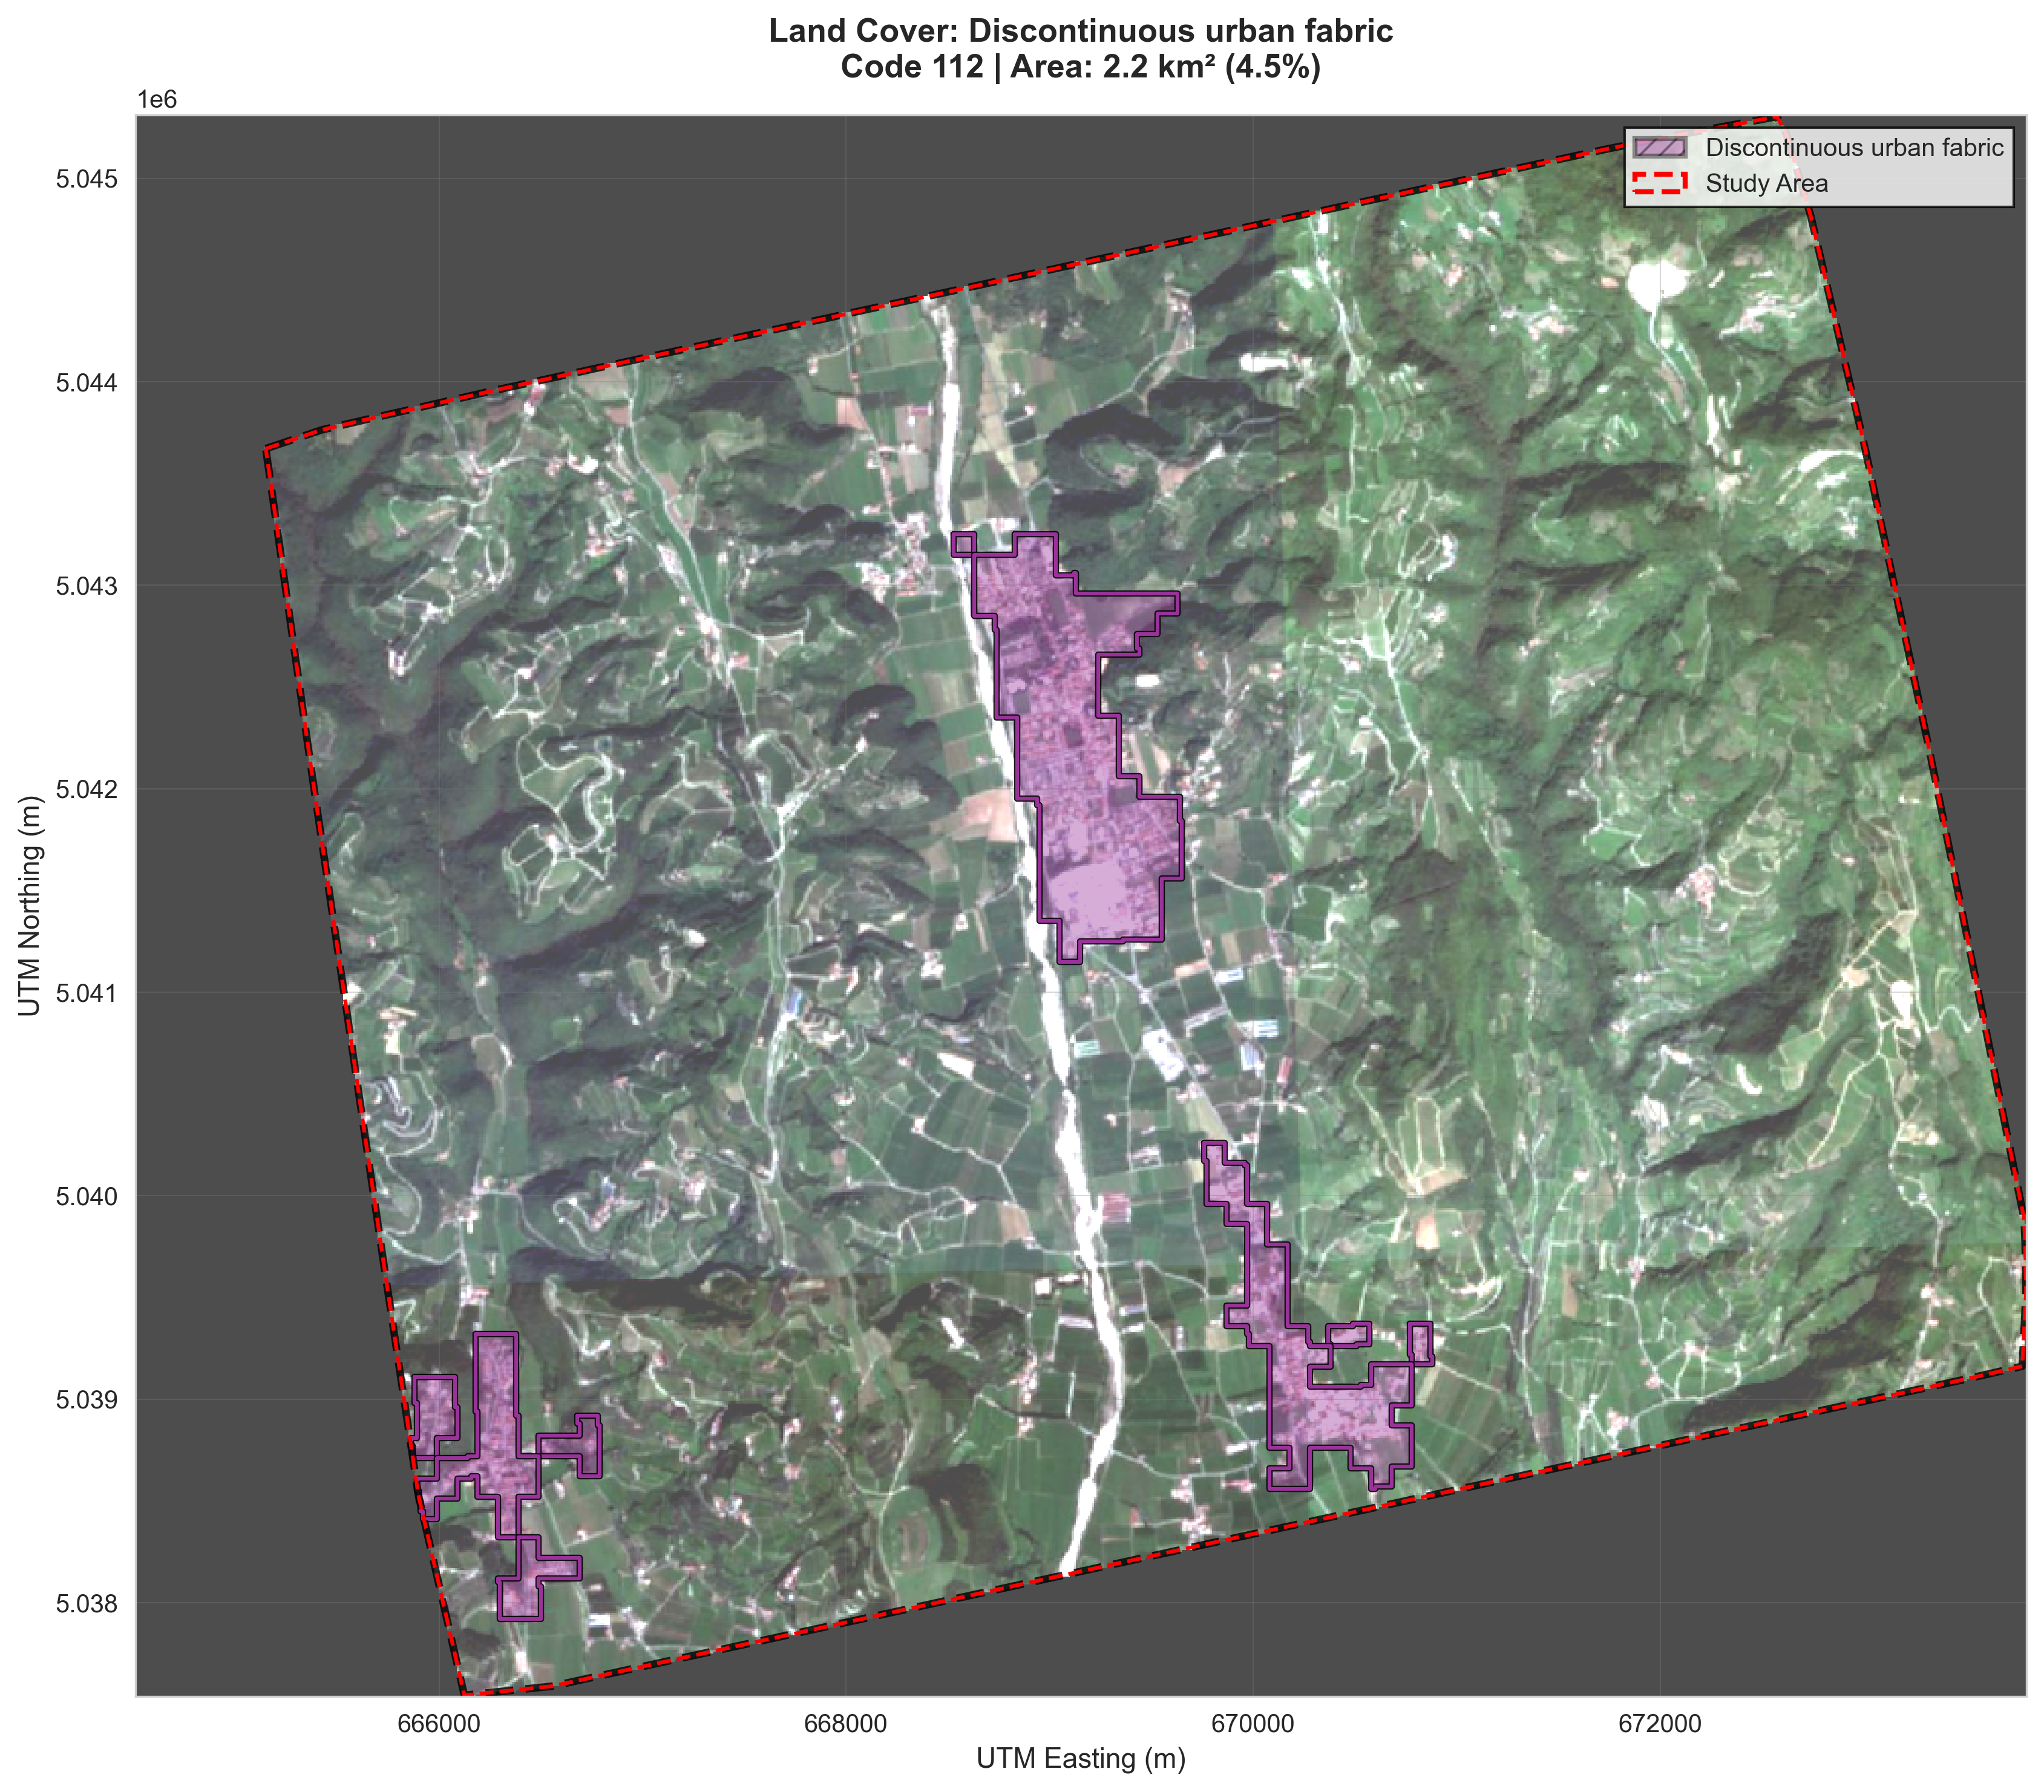 Land Cover: Discontinuous urban fabric
Code 112 | Area: 2.2 km² (4.5%)
1e6
Discontinuous urban fabric
Study Area
5.045
5.044
5.043
5.042
5.041
5.040
5.039
5.038
UTM Northing (m)
666000
668000
670000
672000
UTM Easting (m)